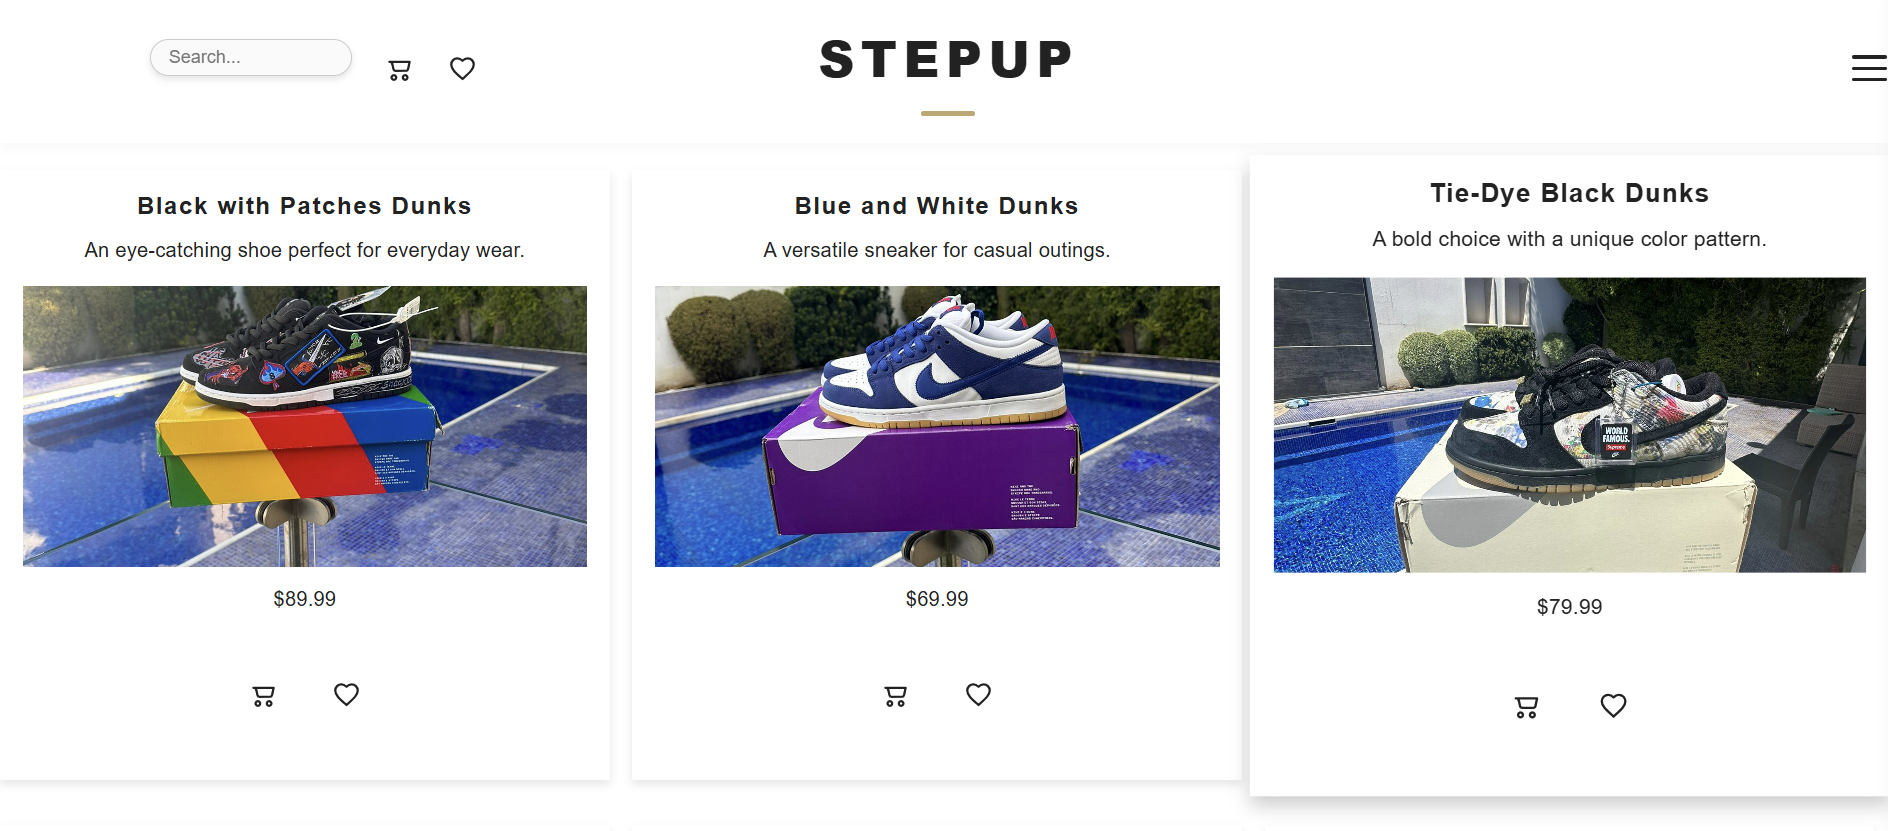 Search...
STEPUP
Black with Patches Dunks
An eye-catching shoe perfect for everyday wear.
$89.99
Blue and White Dunks
A versatile sneaker for casual outings.
$69.99
Tie-Dye Black Dunks
A bold choice with a unique color pattern.
WORLD
FAMOUS.
Supreme
$79.99